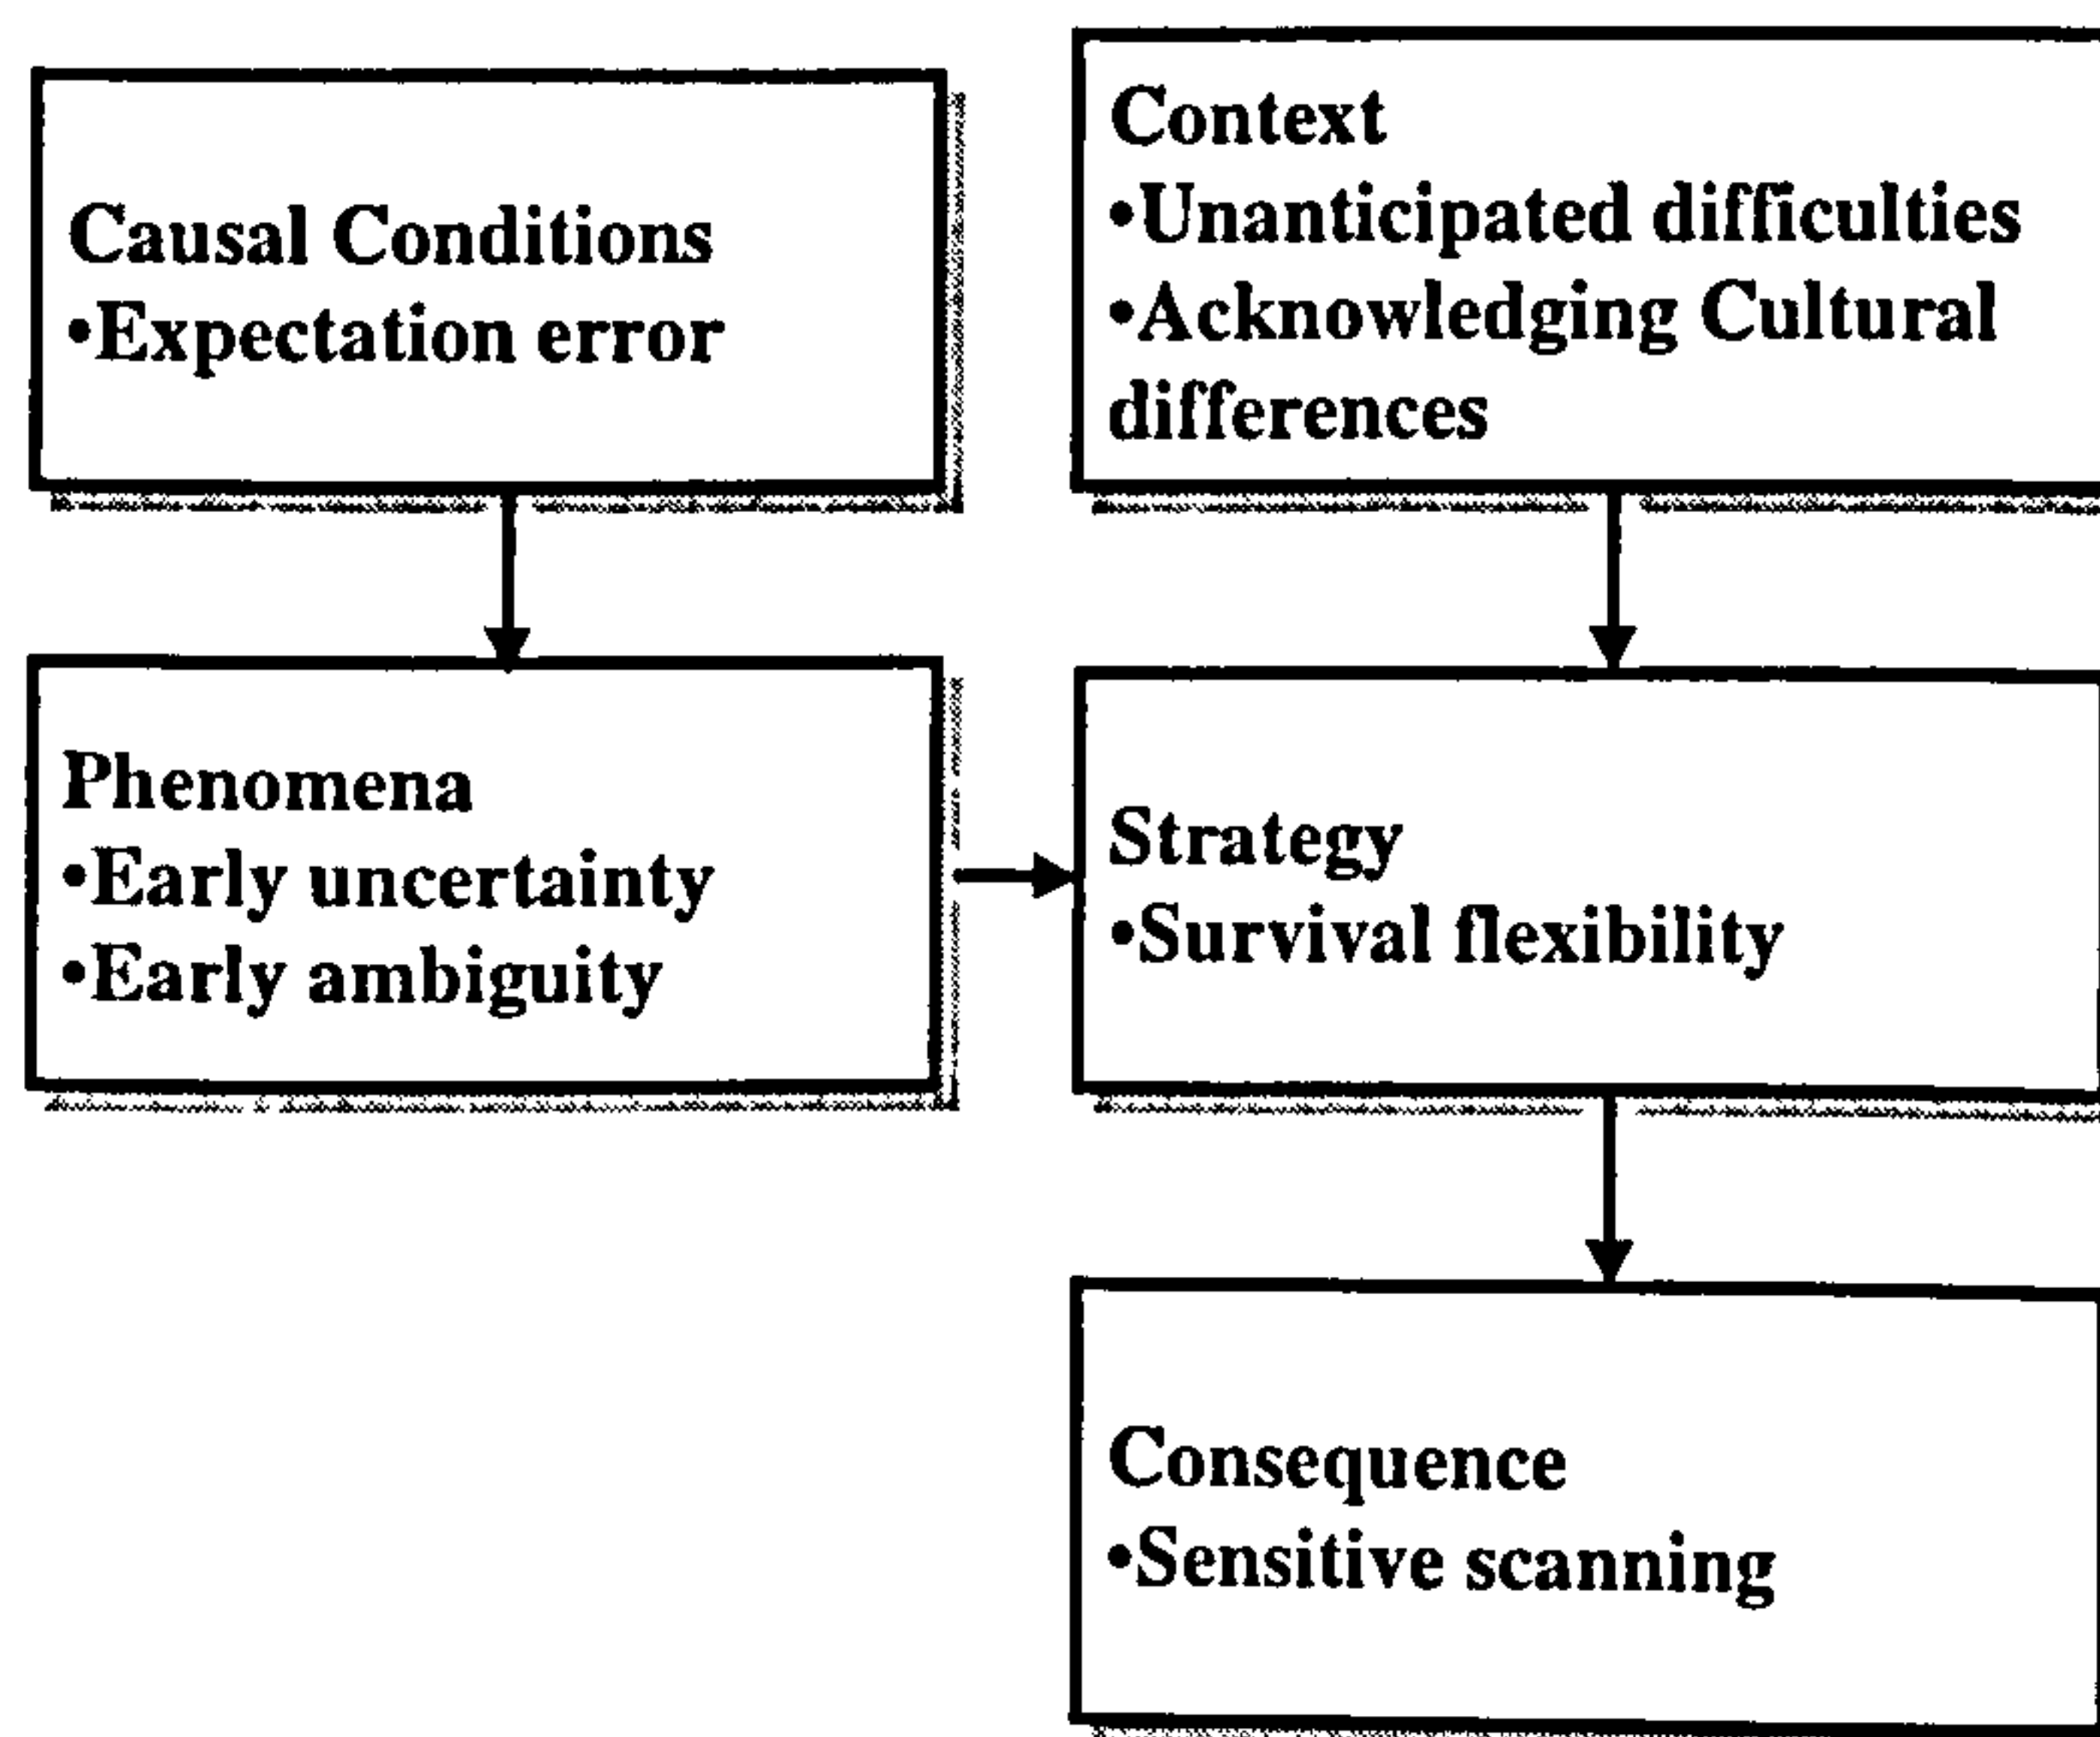 Causal Conditions
•Expectation error
Context
•Unanticipated difficulties
•Acknowledging Cultural
differences
Phenomena
•Early uncertainty
•Early ambiguity
Strategy
•Survival flexibility
Consequence
•Sensitive scanning